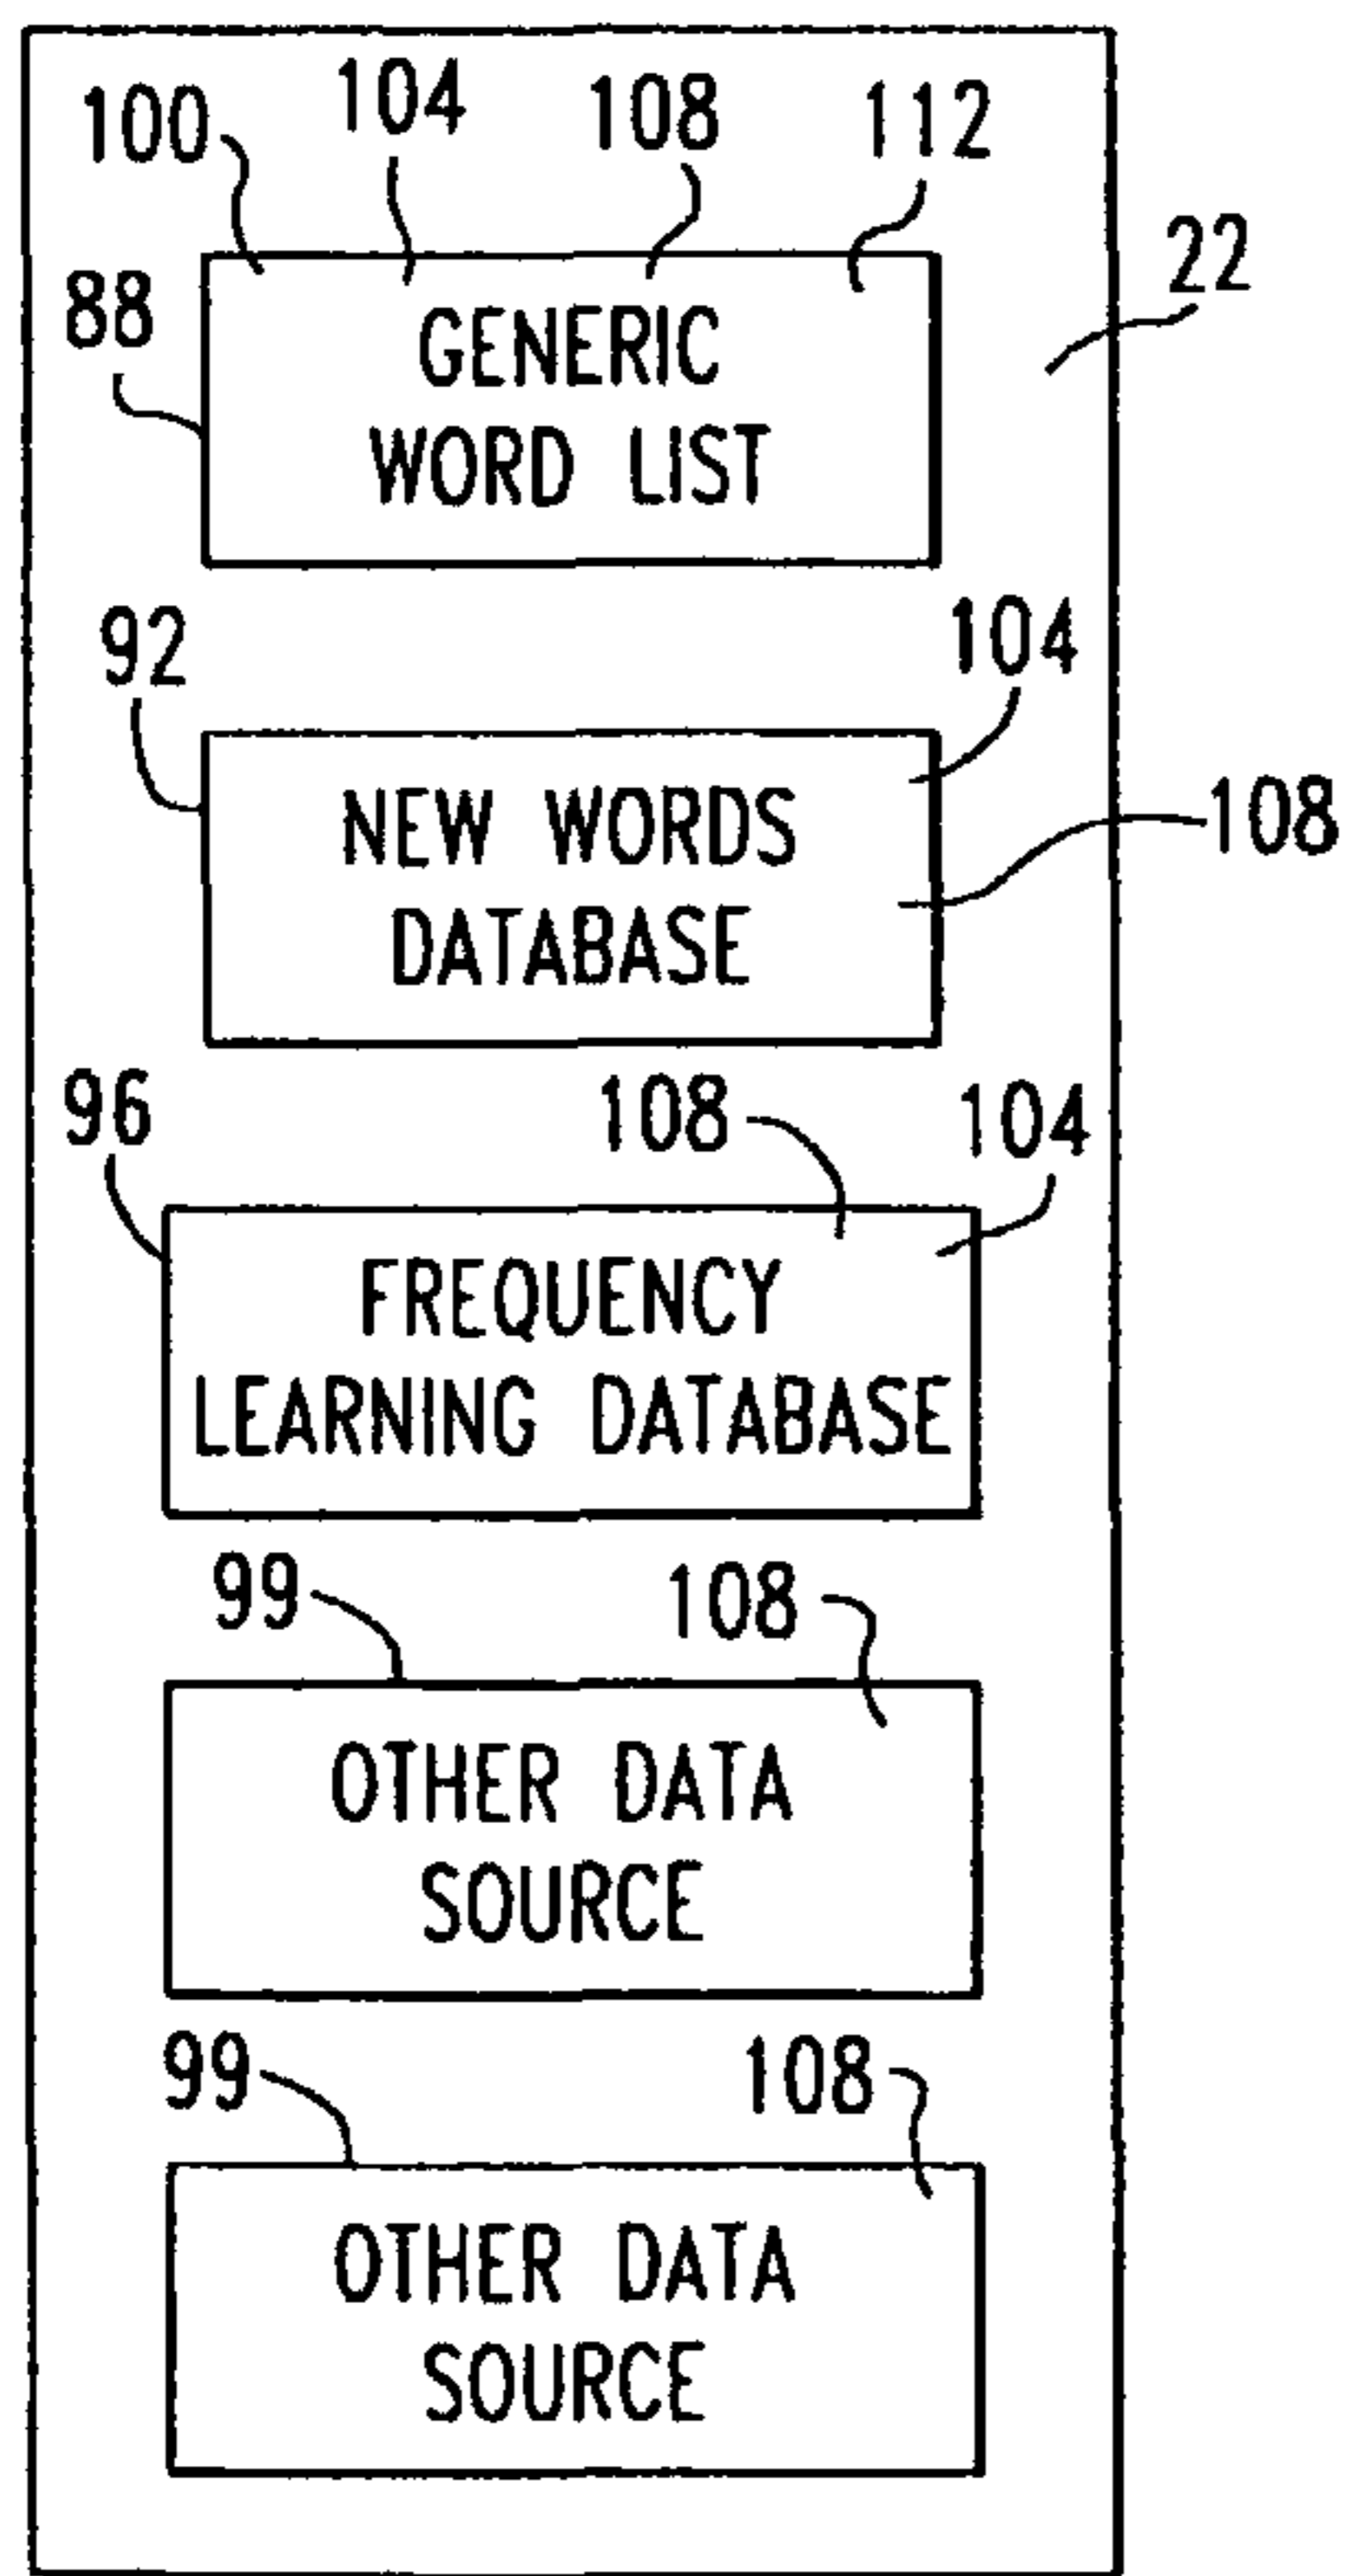 100 104 108 112
22
88
GENERIC
WORD LIST
92
104
NEW WORDS
108
DATABASE
96
108
104
FREQUENCY
LEARNING DATABASE
99
108
OTHER DATA
SOURCE
99
108
OTHER DATA
SOURCE